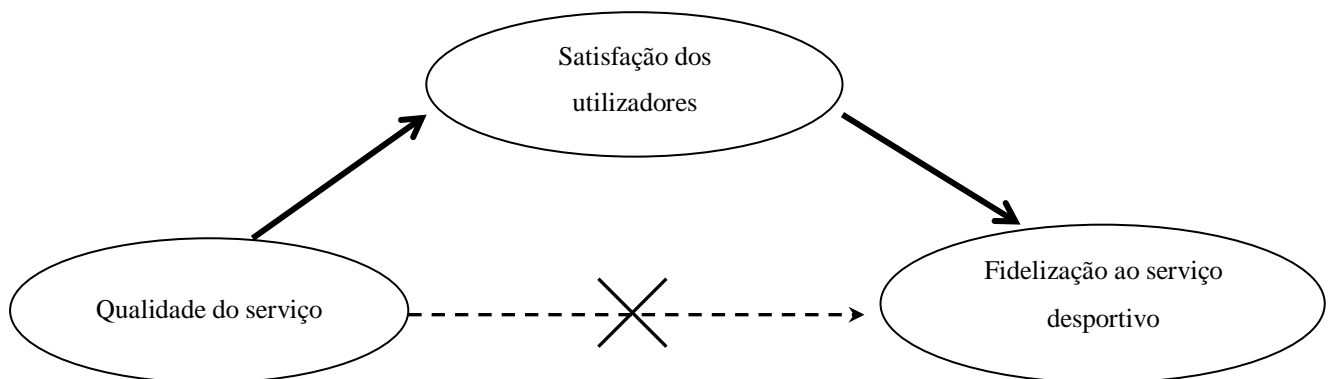 Satisfação dos
utilizadores
Qualidade do serviço
Fidelização ao serviço
desportivo